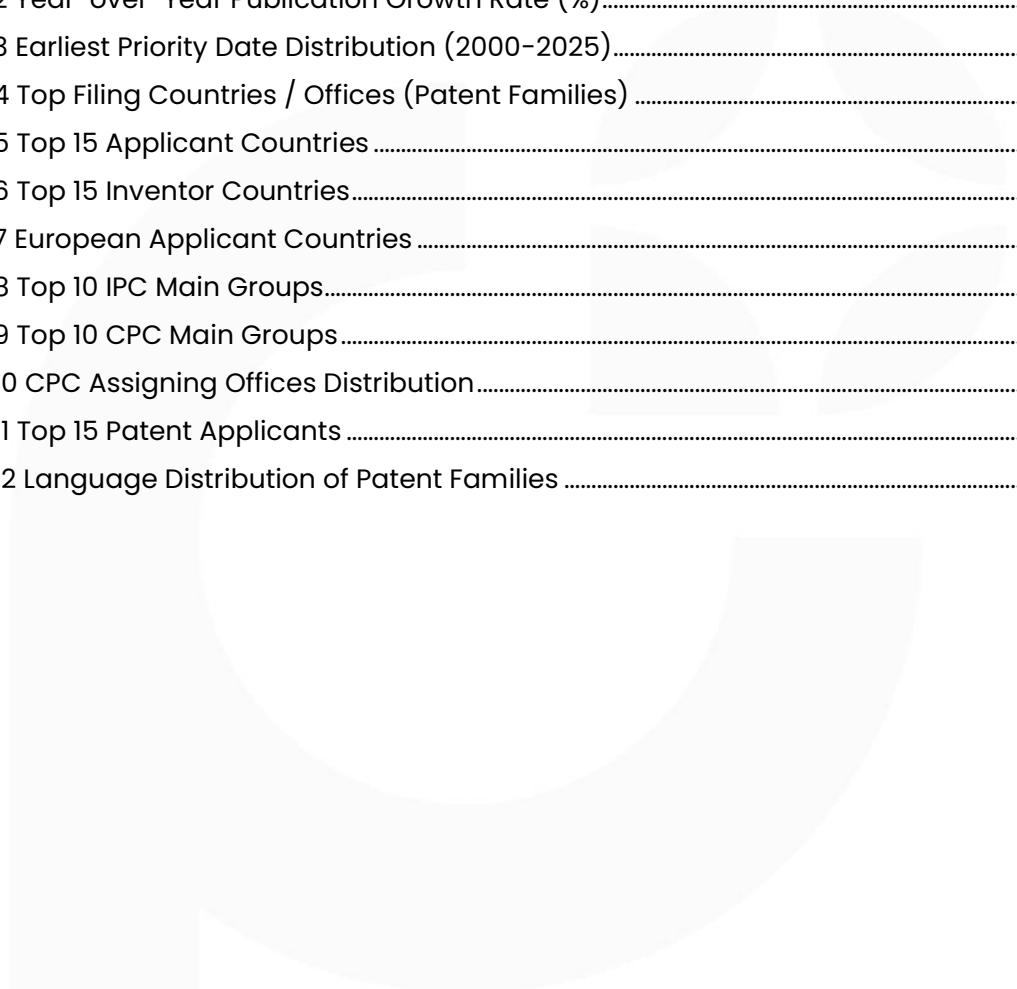 2 Year-over-Year Publication Growth Rate (%)
3 Earliest Priority Date Distribution (2000-2025)
4 Top Filing Countries / Offices (Patent Families)
5 Top 15 Applicant Countries
6 Top 15 Inventor Countries
7 European Applicant Countries
8 Top 10 IPC Main Groups
9 Top 10 CPC Main Groups
0 CPC Assigning Offices Distribution
1 Top 15 Patent Applicants
2 Language Distribution of Patent Families